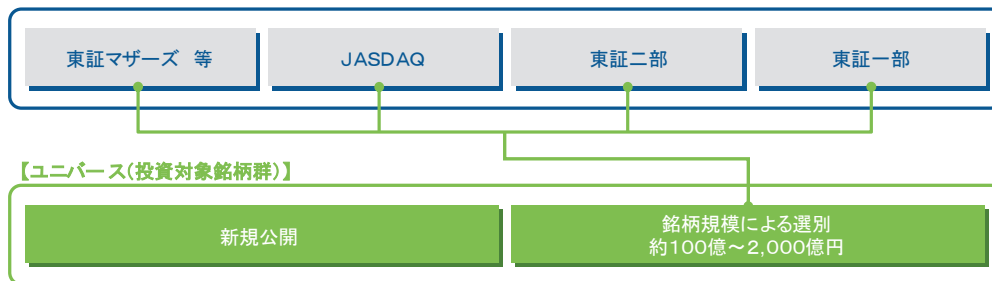 東証マザーズ 等
JASDAQ
東証二部
東証一部
【ユニバース(投資対象銘柄群)】
新規公開
銘柄規模による選別
約100億～2,000億円